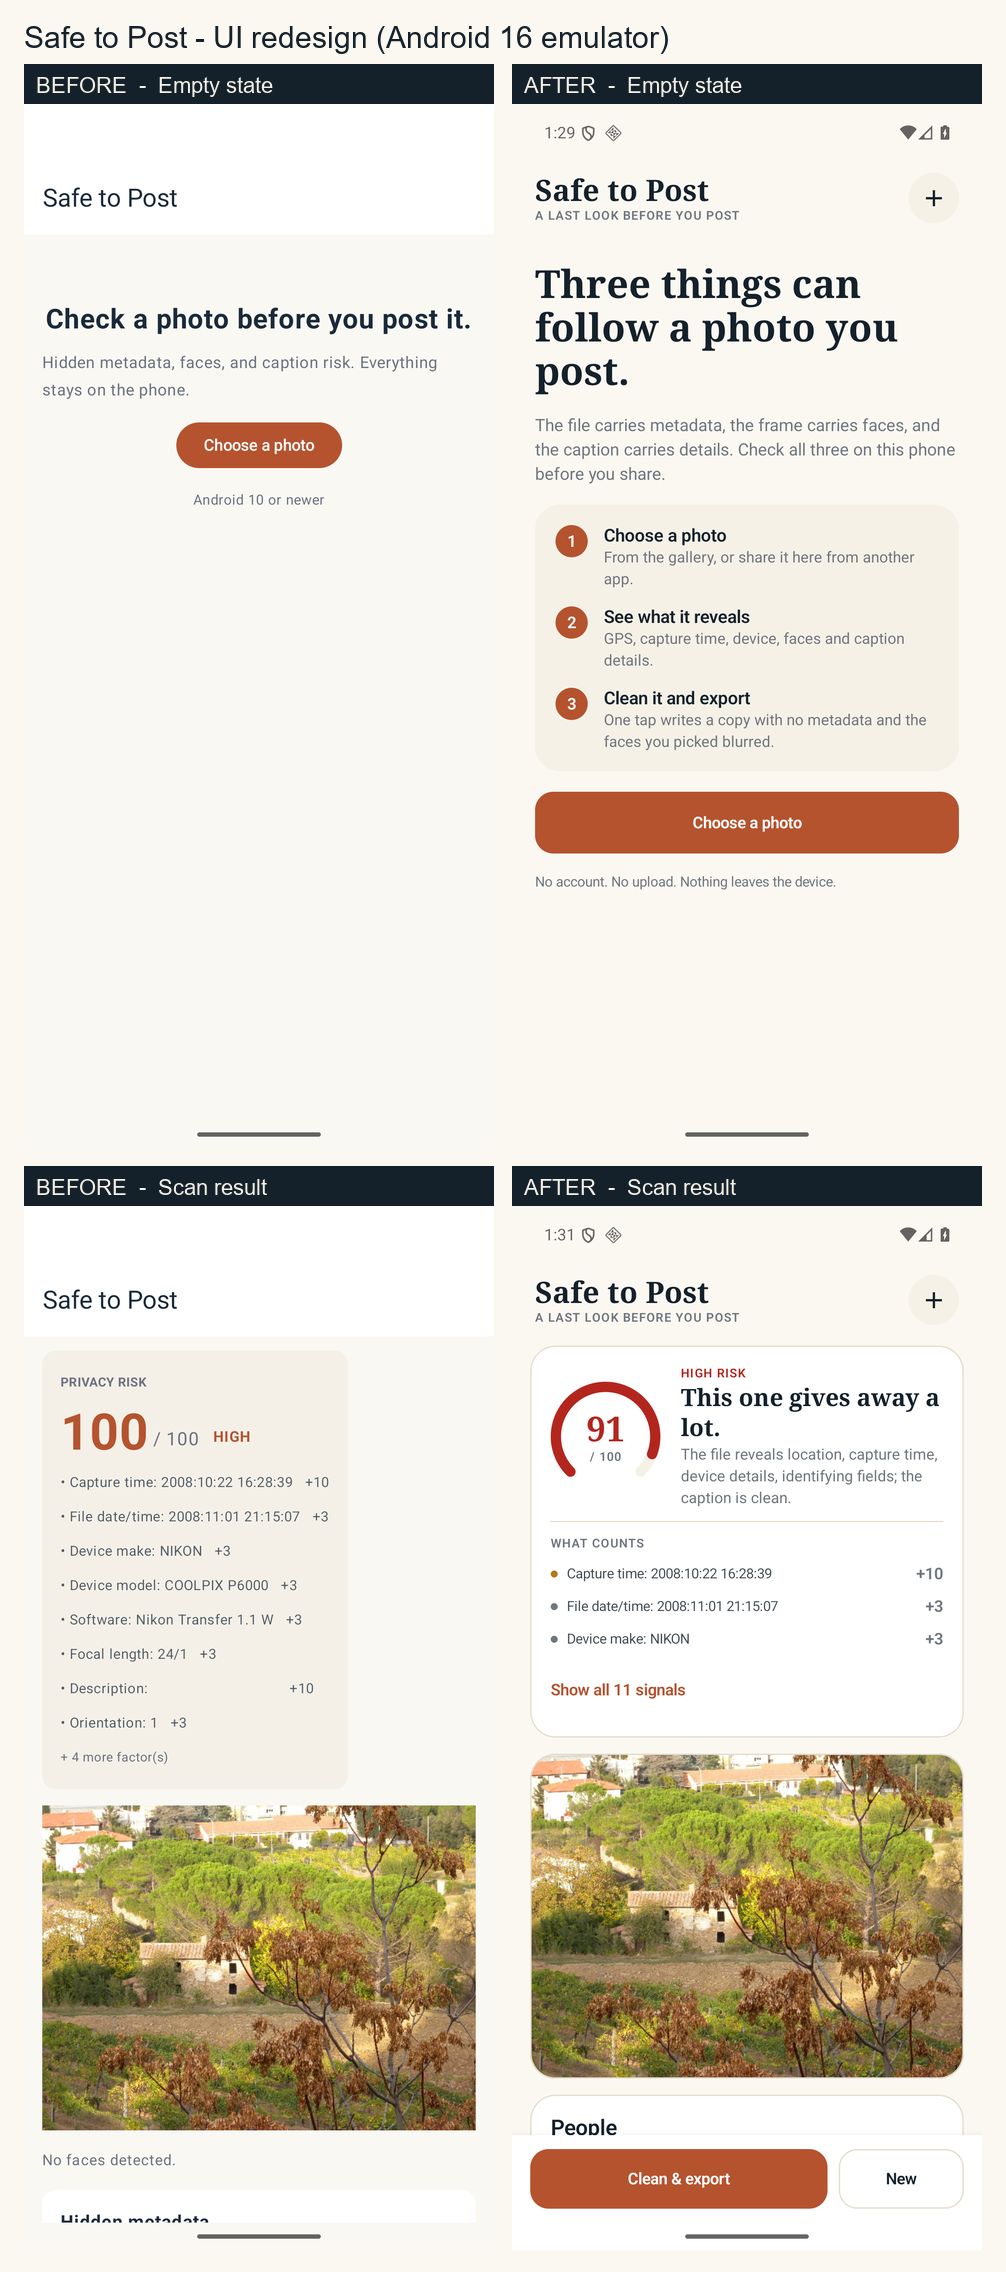 Safe to Post - UI redesign (Android 16 emulator)
BEFORE - Empty state
Safe to Post
Check a photo before you post it.
Hidden metadata, faces, and caption risk. Everything
stays on the phone.
Choose a photo
Android 10 or newer
AFTER - Empty state
1:29
Safe to Post
A LAST LOOK BEFORE YOU POST
+
Three things can
follow a photo you
post.
The file carries metadata, the frame carries faces, and
the caption carries details. Check all three on this phone
before you share.
1
Choose a photo
From the gallery, or share it here from another
app.
2
See what it reveals
GPS, capture time, device, faces and caption
details.
3
Clean it and export
One tap writes a copy with no metadata and the
faces you picked blurred.
Choose a photo
No account. No upload. Nothing leaves the device.
BEFORE - Scan result
Safe to Post
PRIVACY RISK
100 / 100 HIGH
• Capture time: 2008:10:22 16:28:39 +10
• File date/time: 2008:11:01 21:15:07 +3
• Device make: NIKON +3
• Device model: COOLPIX P6000 +3
• Software: Nikon Transfer 1.1 W +3
• Focal length: 24/1 +3
• Description: +10
• Orientation: 1 +3
+ 4 more factor(s)
No faces detected.
Hidden metadata
AFTER - Scan result
1:31
Safe to Post
A LAST LOOK BEFORE YOU POST
+
91
/ 100
HIGH RISK
This one gives away a
lot.
The file reveals location, capture time,
device details, identifying fields; the
caption is clean.
WHAT COUNTS
Capture time: 2008:10:22 16:28:39 +10
File date/time: 2008:11:01 21:15:07 +3
Device make: NIKON +3
Show all 11 signals
People
Clean & export
New